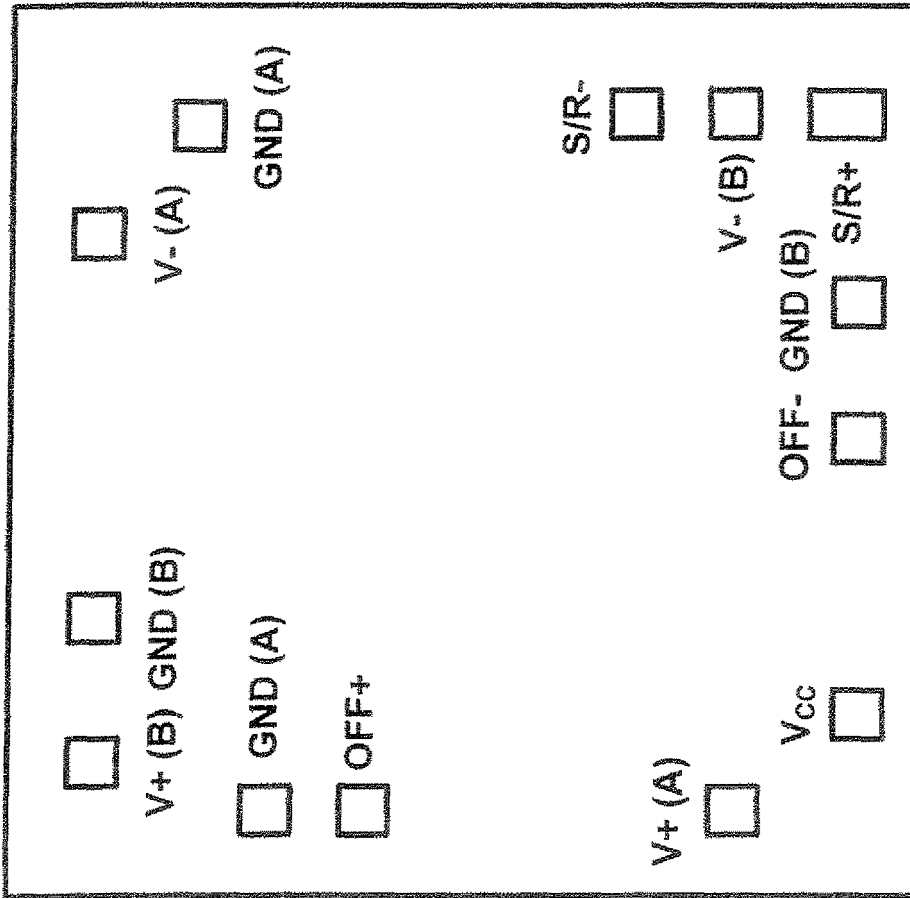 V+ (B) GND (B)
V- (A)
GND (A)
GND (A)
OFF+
S/R-
V+ (A)
V- (B)
VCC
OFF- GND (B)
S/R+